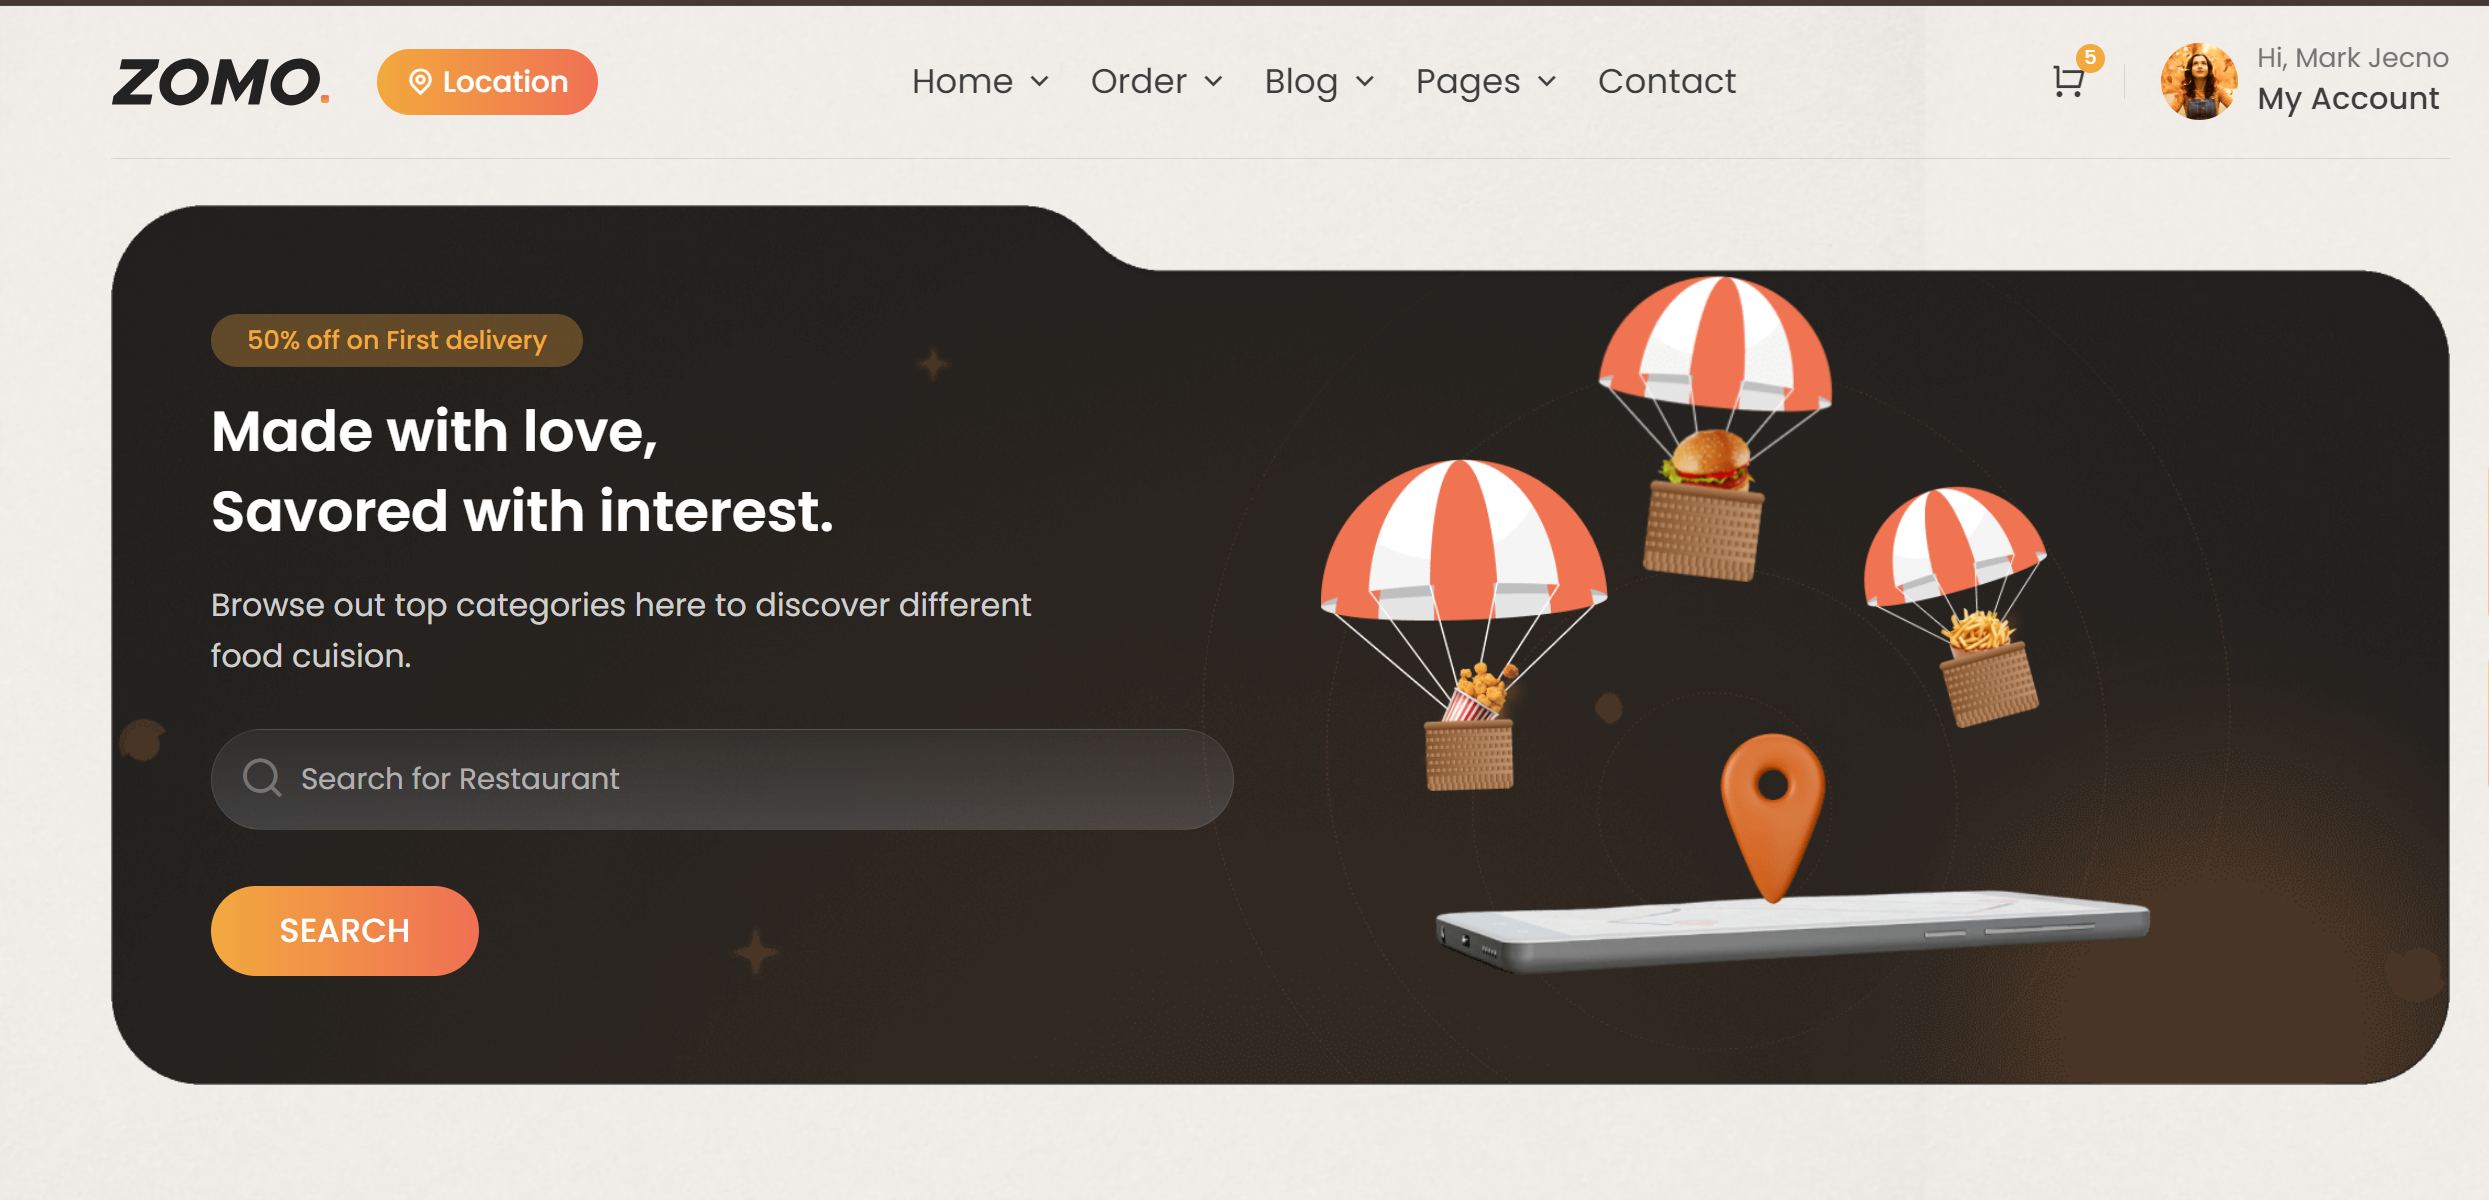 ZOMO.
Location
Home
Order
Blog
Pages
Contact
5
Hi, Mark Jecno
My Account
50% off on First delivery
Made with love,
Savored with interest.
Browse out top categories here to discover different
food cuision.
Search for Restaurant
SEARCH